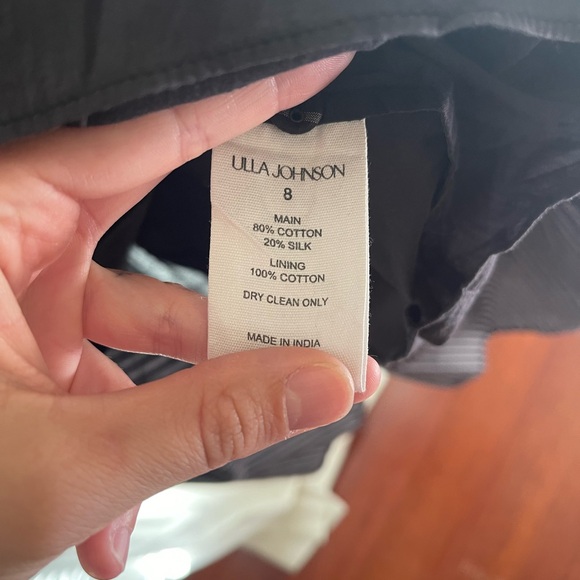 ULLA JOHNSON
8
MAIN
80% COTTON
20% SILK
LINING
100% COTTON
DRY CLEAN ONLY
MADE IN INDIA